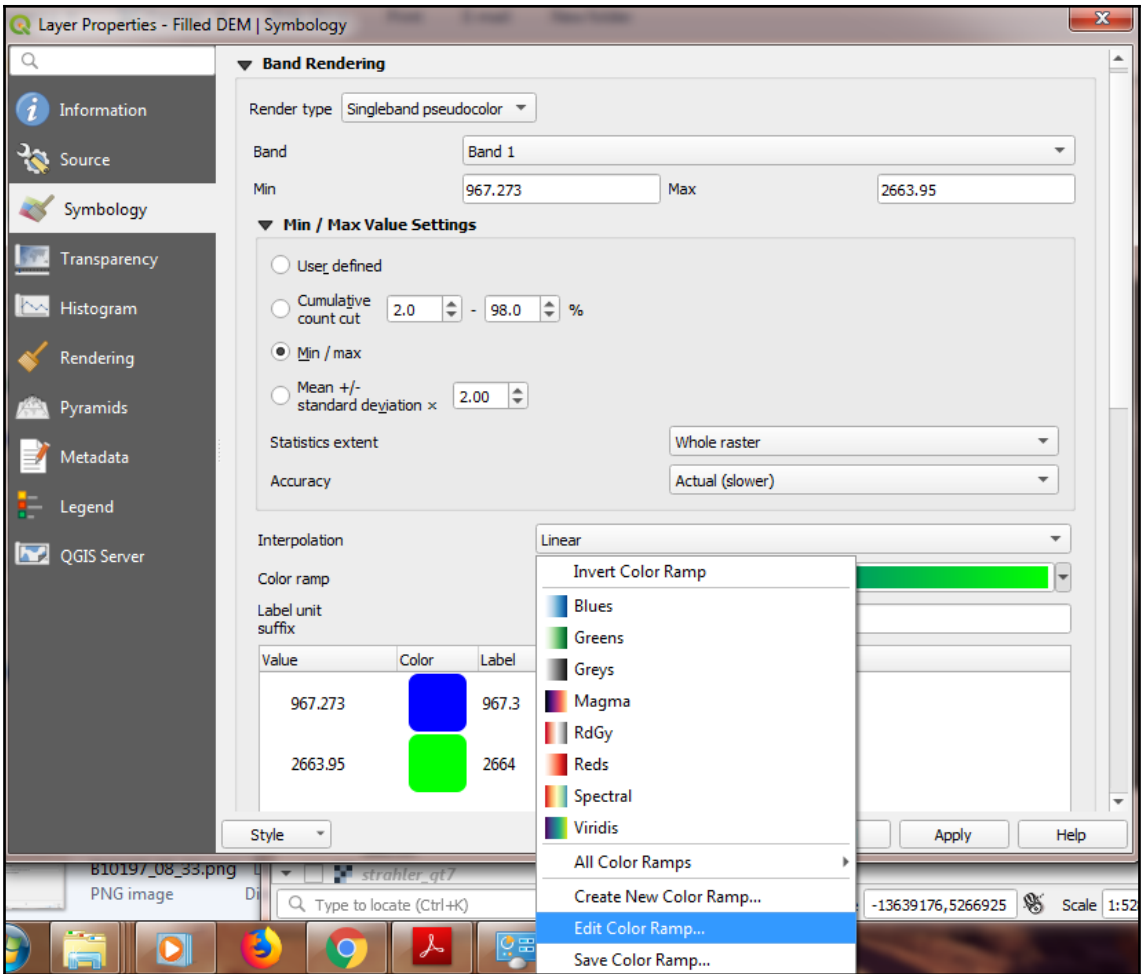 Layer Properties - Filled DEM | Symbology
Information
Source
Symbology
Transparency
Histogram
Rendering
Pyramids
Metadata
Legend
QGIS Server
Band Rendering
Render type Singleband pseudocolor
Band Band 1
Min 967.273 Max 2663.95
Min / Max Value Settings
User defined
Cumulative
count cut 2.0 - 98.0 %
Min / max
Mean +/-
standard deviation × 2.00
Statistics extent Whole raster
Accuracy Actual (slower)
Interpolation Linear
Color ramp
Label unit
suffix
Value Color Label
967.273 967.3
2663.95 2664
Invert Color Ramp
Blues
Greens
Greys
Magma
RdGy
Reds
Spectral
Viridis
All Color Ramps
Create New Color Ramp...
Edit Color Ramp...
Save Color Ramp...
Style Apply Help
B10197_08_33.png
PNG image Di
strahler_qt7
Type to locate (Ctrl+K) -13639176,5266925 Scale 1:52